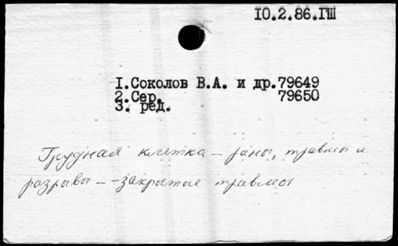 10.2.86.ГШ
1.Соколов В.А. и др.79649
2.Сер. 79650
3. ред.
Грудная клетка – раны, травмы и
разрывы – закрытые травмы